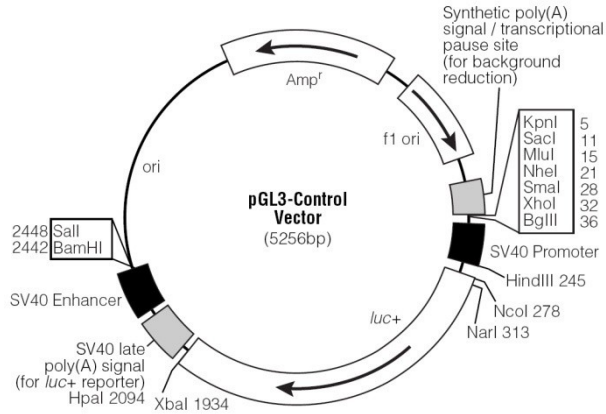 Synthetic poly(A)
signal / transcriptional
pause site
(for background
reduction)
Ampr
f1 ori
KpnI 5
SacI 11
MluI 15
NheI 21
SmaI 28
XhoI 32
BglII 36
ori
pGL3-Control
Vector
(5256bp)
2448 SalI
2442 BamHI
SV40 Promoter
HindIII 245
SV40 Enhancer
NcoI 278
luc+
NarI 313
SV40 late
poly(A) signal
(for luc+ reporter)
HpaI 2094
XbaI 1934